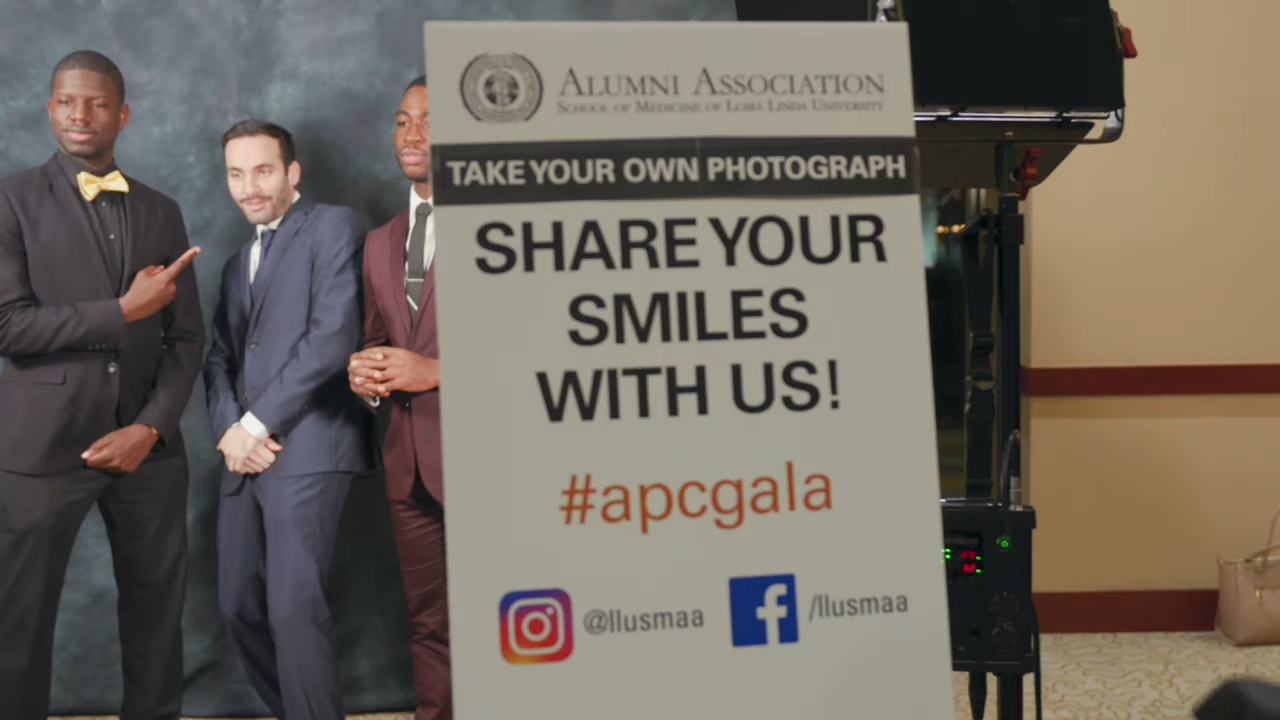 ALUMNI ASSOCIATION
SCHOOL OF MEDICINE OF LOMA LINDA UNIVERSITY
TAKE YOUR OWN PHOTOGRAPH
SHARE YOUR
SMILES
WITH US!
#apcgala
@llusmaa /llusmaa